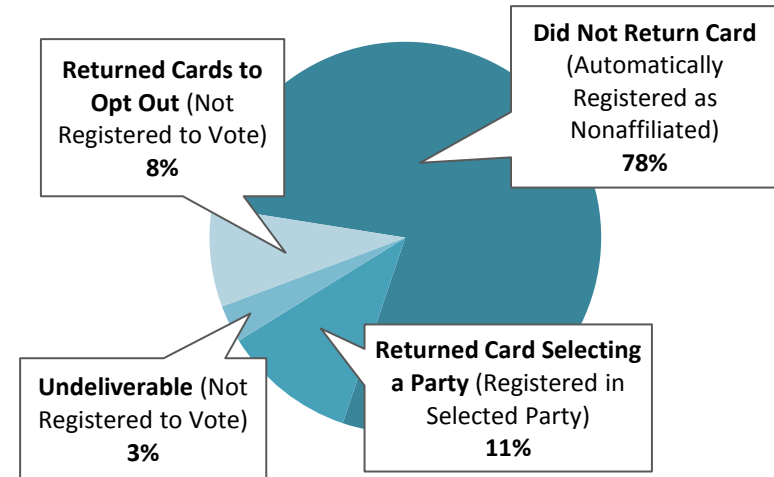 Did Not Return Card
(Automatically
Registered as
Nonaffiliated)
78%
Returned Cards to
Opt Out (Not
Registered to Vote)
8%
Returned Card Selecting
a Party (Registered in
Selected Party)
11%
Undeliverable (Not
Registered to Vote)
3%